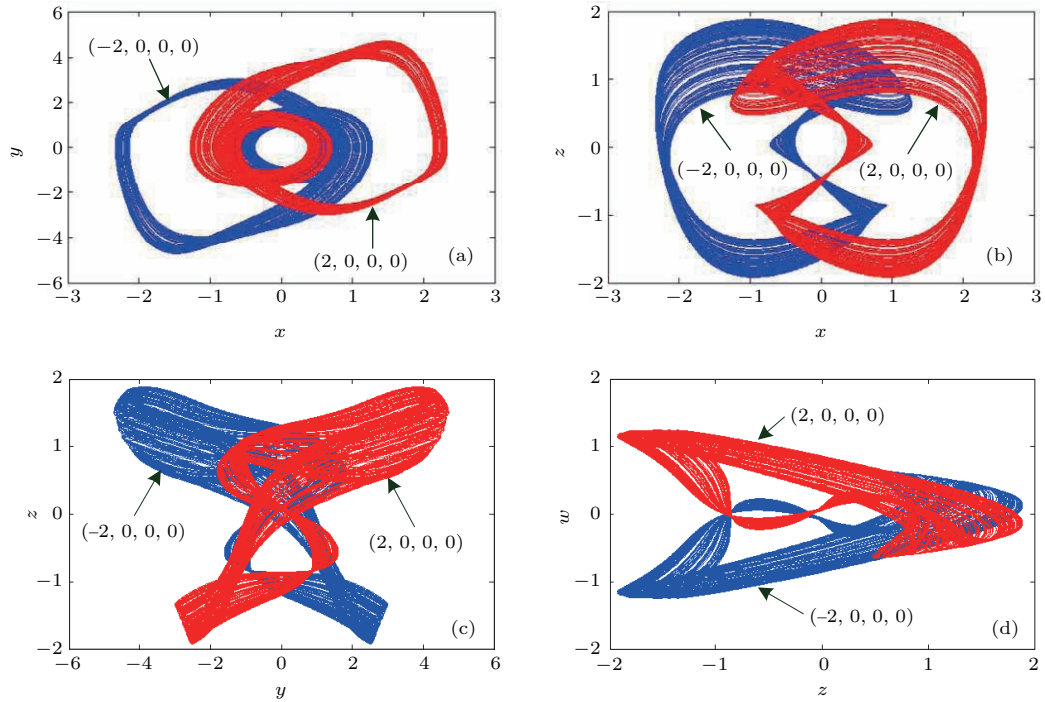 6
4
2
0
−2
−4
−6
y
(−2, 0, 0, 0)
(2, 0, 0, 0)
(a)
−3 −2 −1 0 1 2 3
x
2
1
0
−1
−2
z
(−2, 0, 0, 0)
(2, 0, 0, 0)
(b)
−3 −2 −1 0 1 2 3
x
2
1
0
−1
−2
z
(−2, 0, 0, 0)
(2, 0, 0, 0)
(c)
−6 −4 −2 0 2 4 6
y
2
1
0
−1
−2
w
(2, 0, 0, 0)
(−2, 0, 0, 0)
(d)
−2 −1 0 1 2
z